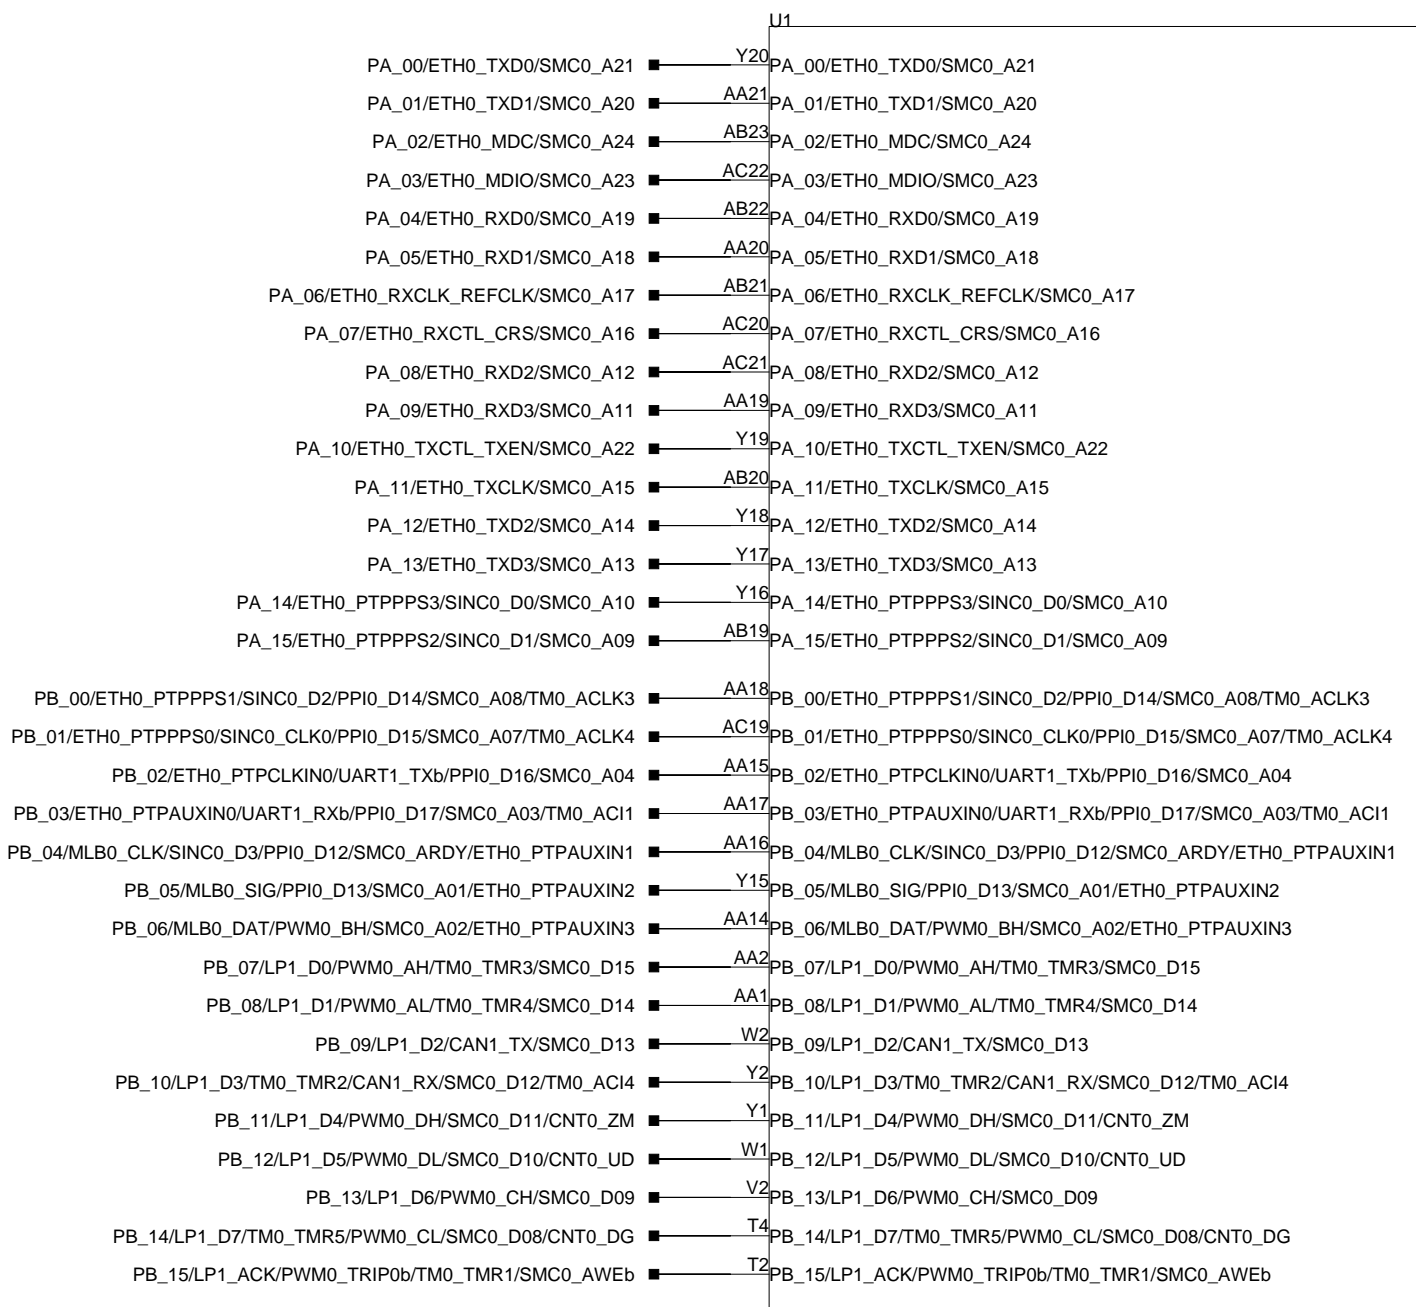 U1
PA_00/ETH0_TXD0/SMC0_A21 Y20 PA_00/ETH0_TXD0/SMC0_A21
PA_01/ETH0_TXD1/SMC0_A20 AA21 PA_01/ETH0_TXD1/SMC0_A20
PA_02/ETH0_MDC/SMC0_A24 AB23 PA_02/ETH0_MDC/SMC0_A24
PA_03/ETH0_MDIO/SMC0_A23 AC22 PA_03/ETH0_MDIO/SMC0_A23
PA_04/ETH0_RXD0/SMC0_A19 AB22 PA_04/ETH0_RXD0/SMC0_A19
PA_05/ETH0_RXD1/SMC0_A18 AA20 PA_05/ETH0_RXD1/SMC0_A18
PA_06/ETH0_RXCLK_REFCLK/SMC0_A17 AB21 PA_06/ETH0_RXCLK_REFCLK/SMC0_A17
PA_07/ETH0_RXCTL_CRS/SMC0_A16 AC20 PA_07/ETH0_RXCTL_CRS/SMC0_A16
PA_08/ETH0_RXD2/SMC0_A12 AC21 PA_08/ETH0_RXD2/SMC0_A12
PA_09/ETH0_RXD3/SMC0_A11 AA19 PA_09/ETH0_RXD3/SMC0_A11
PA_10/ETH0_TXCTL_TXEN/SMC0_A22 Y19 PA_10/ETH0_TXCTL_TXEN/SMC0_A22
PA_11/ETH0_TXCLK/SMC0_A15 AB20 PA_11/ETH0_TXCLK/SMC0_A15
PA_12/ETH0_TXD2/SMC0_A14 Y18 PA_12/ETH0_TXD2/SMC0_A14
PA_13/ETH0_TXD3/SMC0_A13 Y17 PA_13/ETH0_TXD3/SMC0_A13
PA_14/ETH0_PTPPPS3/SINC0_D0/SMC0_A10 Y16 PA_14/ETH0_PTPPPS3/SINC0_D0/SMC0_A10
PA_15/ETH0_PTPPPS2/SINC0_D1/SMC0_A09 AB19 PA_15/ETH0_PTPPPS2/SINC0_D1/SMC0_A09
PB_00/ETH0_PTPPPS1/SINC0_D2/PPI0_D14/SMC0_A08/TM0_ACLK3 AA18 PB_00/ETH0_PTPPPS1/SINC0_D2/PPI0_D14/SMC0_A08/TM0_ACLK3
PB_01/ETH0_PTPPPS0/SINC0_CLK0/PPI0_D15/SMC0_A07/TM0_ACLK4 AC19 PB_01/ETH0_PTPPPS0/SINC0_CLK0/PPI0_D15/SMC0_A07/TM0_ACLK4
PB_02/ETH0_PTPCLKIN0/UART1_TXb/PPI0_D16/SMC0_A04 AA15 PB_02/ETH0_PTPCLKIN0/UART1_TXb/PPI0_D16/SMC0_A04
PB_03/ETH0_PTPAUXIN0/UART1_RXb/PPI0_D17/SMC0_A03/TM0_ACI1 AA17 PB_03/ETH0_PTPAUXIN0/UART1_RXb/PPI0_D17/SMC0_A03/TM0_ACI1
PB_04/MLB0_CLK/SINC0_D3/PPI0_D12/SMC0_ARDY/ETH0_PTPAUXIN1 AA16 PB_04/MLB0_CLK/SINC0_D3/PPI0_D12/SMC0_ARDY/ETH0_PTPAUXIN1
PB_05/MLB0_SIG/PPI0_D13/SMC0_A01/ETH0_PTPAUXIN2 Y15 PB_05/MLB0_SIG/PPI0_D13/SMC0_A01/ETH0_PTPAUXIN2
PB_06/MLB0_DAT/PWM0_BH/SMC0_A02/ETH0_PTPAUXIN3 AA14 PB_06/MLB0_DAT/PWM0_BH/SMC0_A02/ETH0_PTPAUXIN3
PB_07/LP1_D0/PWM0_AH/TM0_TMR3/SMC0_D15 AA2 PB_07/LP1_D0/PWM0_AH/TM0_TMR3/SMC0_D15
PB_08/LP1_D1/PWM0_AL/TM0_TMR4/SMC0_D14 AA1 PB_08/LP1_D1/PWM0_AL/TM0_TMR4/SMC0_D14
PB_09/LP1_D2/CAN1_TX/SMC0_D13 W2 PB_09/LP1_D2/CAN1_TX/SMC0_D13
PB_10/LP1_D3/TM0_TMR2/CAN1_RX/SMC0_D12/TM0_ACI4 Y2 PB_10/LP1_D3/TM0_TMR2/CAN1_RX/SMC0_D12/TM0_ACI4
PB_11/LP1_D4/PWM0_DH/SMC0_D11/CNT0_ZM Y1 PB_11/LP1_D4/PWM0_DH/SMC0_D11/CNT0_ZM
PB_12/LP1_D5/PWM0_DL/SMC0_D10/CNT0_UD W1 PB_12/LP1_D5/PWM0_DL/SMC0_D10/CNT0_UD
PB_13/LP1_D6/PWM0_CH/SMC0_D09 V2 PB_13/LP1_D6/PWM0_CH/SMC0_D09
PB_14/LP1_D7/TM0_TMR5/PWM0_CL/SMC0_D08/CNT0_DG T4 PB_14/LP1_D7/TM0_TMR5/PWM0_CL/SMC0_D08/CNT0_DG
PB_15/LP1_ACK/PWM0_TRIP0b/TM0_TMR1/SMC0_AWEb T2 PB_15/LP1_ACK/PWM0_TRIP0b/TM0_TMR1/SMC0_AWEb